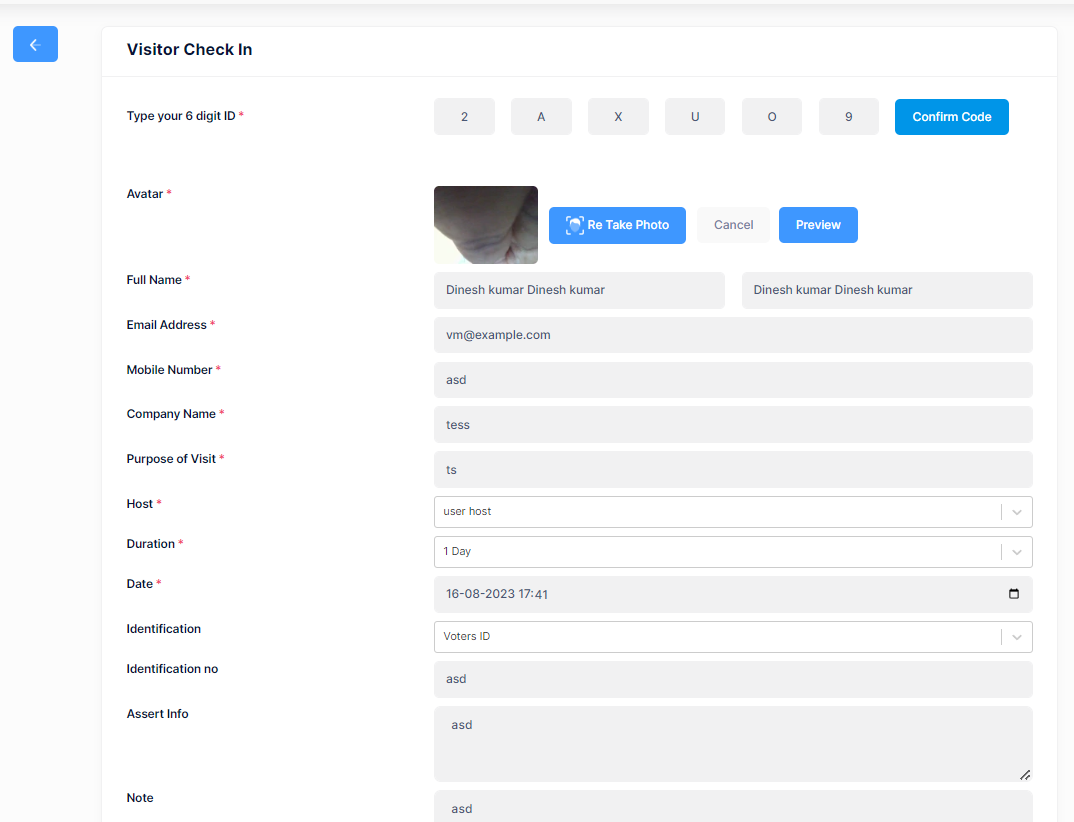 Visitor Check In
Type your 6 digit ID * 2 A X U O 9 Confirm Code
Avatar * Re Take Photo Cancel Preview
Full Name * Dinesh kumar Dinesh kumar Dinesh kumar Dinesh kumar
Email Address * vm@example.com
Mobile Number * asd
Company Name * tess
Purpose of Visit * ts
Host * user host
Duration * 1 Day
Date * 16-08-2023 17:41
Identification Voters ID
Identification no asd
Assert Info asd
Note asd